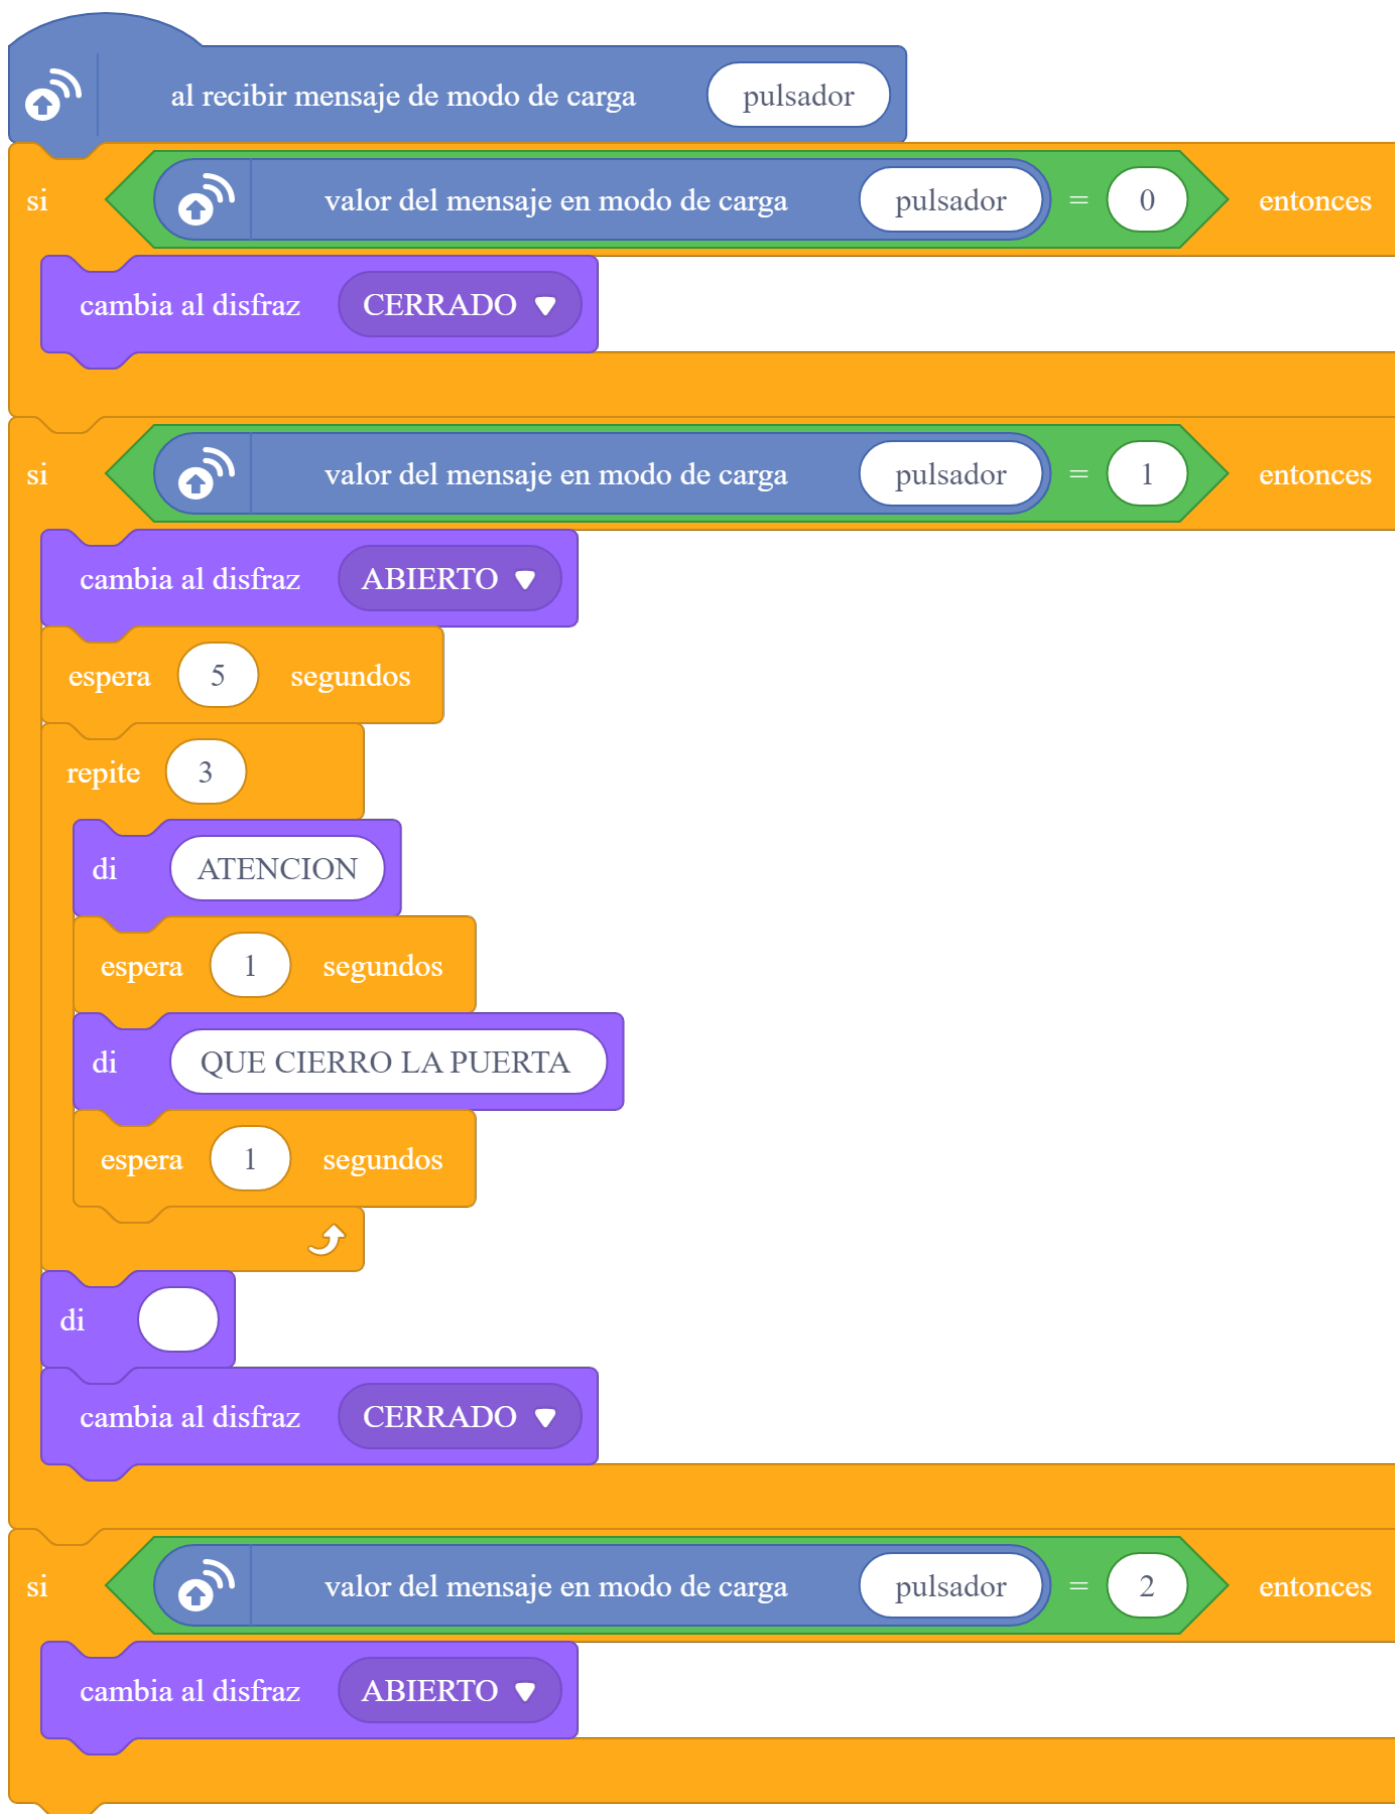 al recibir mensaje de modo de carga pulsador
si valor del mensaje en modo de carga pulsador = 0 entonces
cambia al disfraz CERRADO
si valor del mensaje en modo de carga pulsador = 1 entonces
cambia al disfraz ABIERTO
espera 5 segundos
repite 3
di ATENCION
espera 1 segundos
di QUE CIERRO LA PUERTA
espera 1 segundos
di
cambia al disfraz CERRADO
si valor del mensaje en modo de carga pulsador = 2 entonces
cambia al disfraz ABIERTO